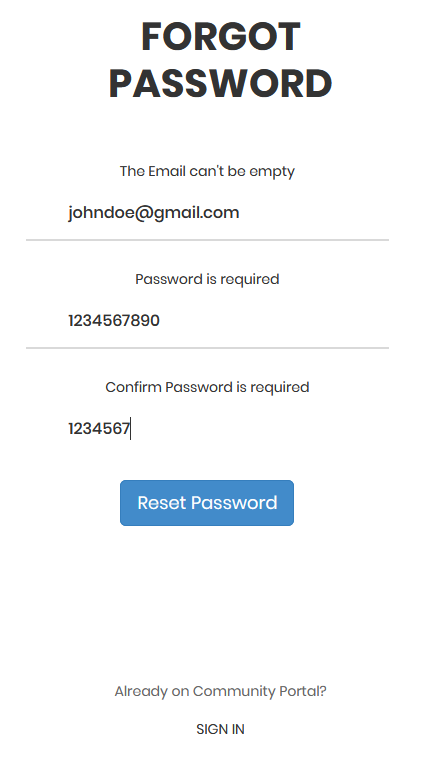 FORGOT
PASSWORD
The Email can't be empty
johndoe@gmail.com
Password is required
1234567890
Confirm Password is required
1234567
Reset Password
Already on Community Portal?
SIGN IN